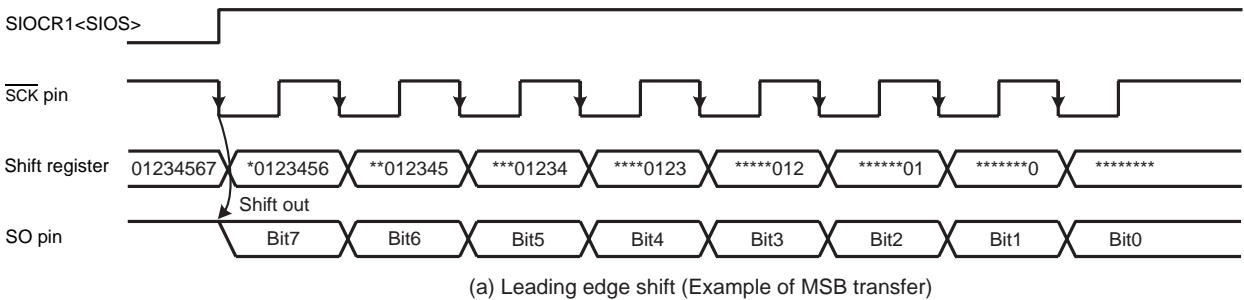 SIOCR1<SIOS>
SCK pin
Shift register 01234567 *0123456 **012345 ***01234 ****0123 *****012 ******01 *******0 ********
Shift out
SO pin Bit7 Bit6 Bit5 Bit4 Bit3 Bit2 Bit1 Bit0
(a) Leading edge shift (Example of MSB transfer)